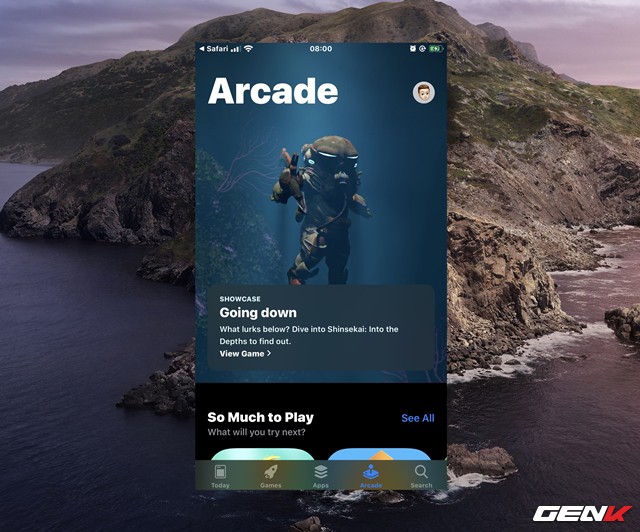 Safari
08:00
Arcade
SHOWCASE
Going down
What lurks below? Dive into Shinsekai: Into the
Depths to find out.
View Game >
So Much to Play
See All
What will you try next?
Today
Games
Apps
Arcade
Search
GENK